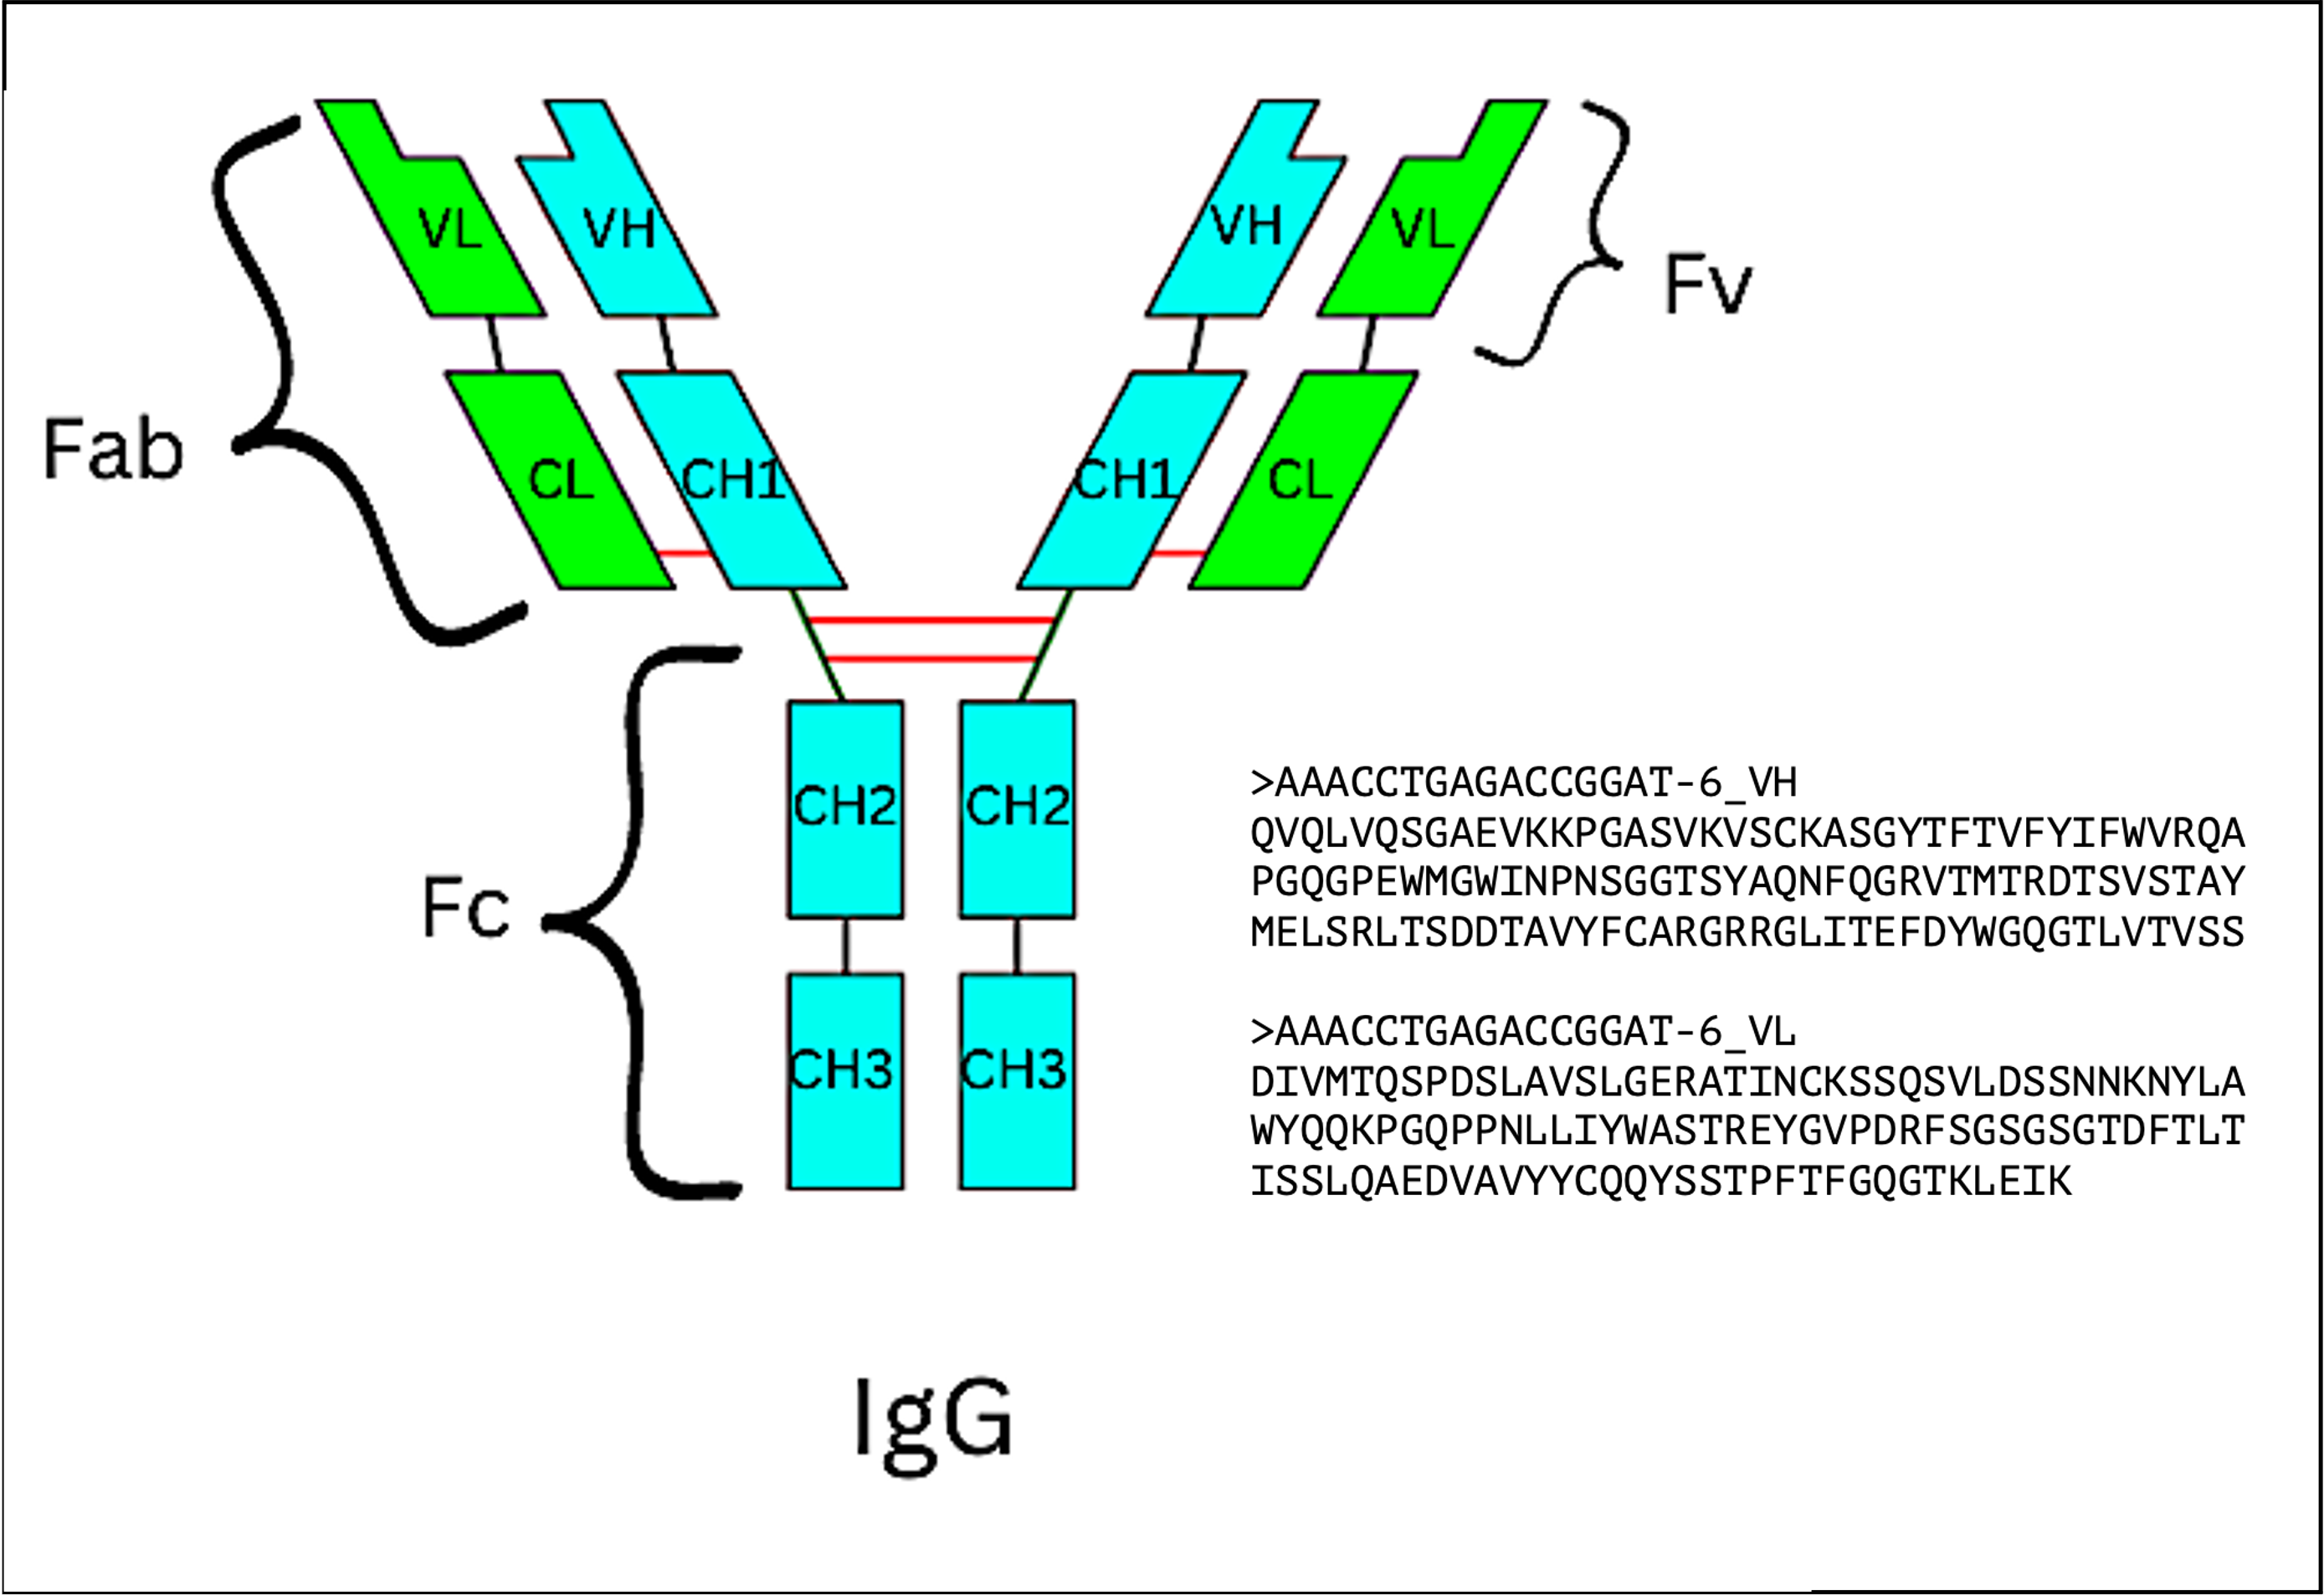 VL
VH
VH
VL
Fv
Fab
CL
CH1
CH1
CL
CH2
CH2
Fc
CH3
CH3
>AAACCTGAGACCGGAT-6_VH
QVQLVQSGAEVKKPGASVKVSCKASGYTFTVFYIFWVRQA
PGQGPEWMGWINPNSGGTSYAQNFQGRVTMTRDTSVSTAY
MELSRLTSDDTAVYFCARGRRGLITEFDYWGQGTLVTVSS
>AAACCTGAGACCGGAT-6_VL
DIVMTQSPDSLAVSLGERATINCKSSQSVLDSSNNKNYLA
WYQQKPGQPPNLLIYWASTREYGVPDRFSGSGSGTDFTLT
ISSLQAEDVAVYYCQQYSSTPFTFGQGTKLEIK
IgG